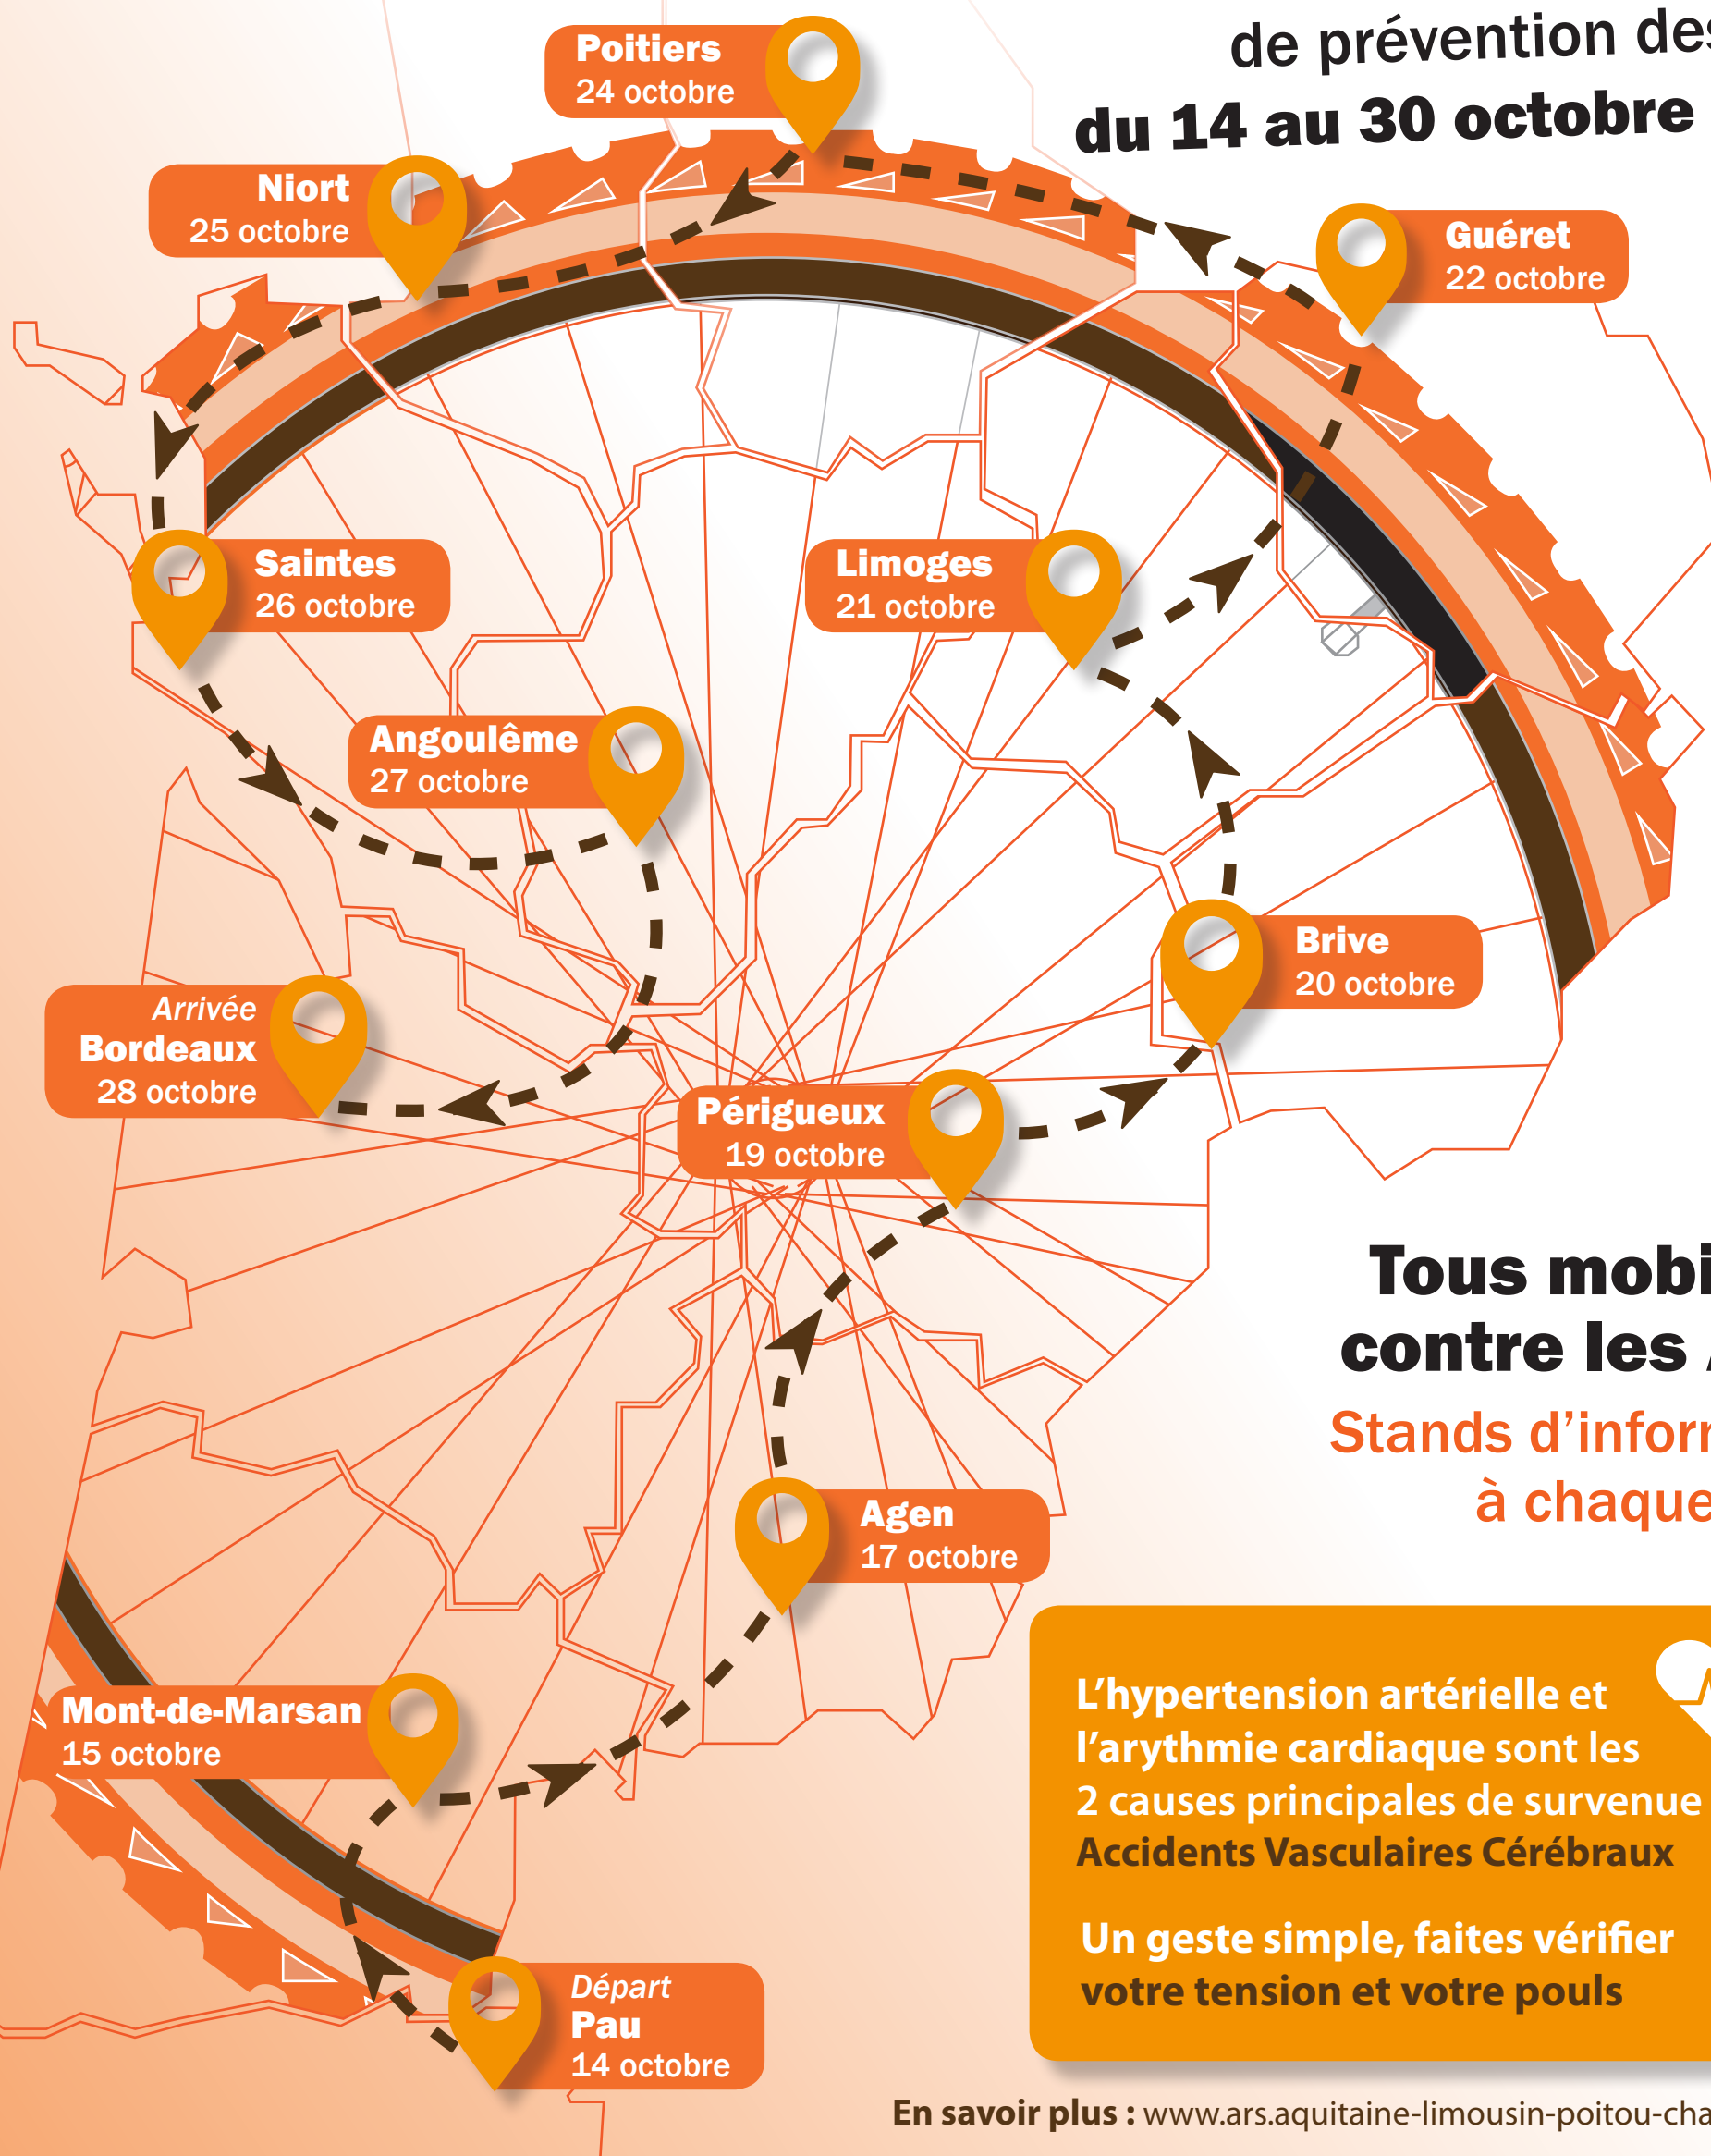 de prévention des
du 14 au 30 octobre
Poitiers
24 octobre
Niort
25 octobre
Guéret
22 octobre
Saintes
26 octobre
Limoges
21 octobre
Angoulême
27 octobre
Brive
20 octobre
Arrivée
Bordeaux
28 octobre
Périgueux
19 octobre
Tous mobi
contre les
Stands d'infor
à chaque
Agen
17 octobre
L'hypertension artérielle et
l'arythmie cardiaque sont les
2 causes principales de survenue
Accidents Vasculaires Cérébraux
Un geste simple, faites vérifier
votre tension et votre pouls
Mont-de-Marsan
15 octobre
Départ
Pau
14 octobre
En savoir plus : www.ars.aquitaine-limousin-poitou-cha